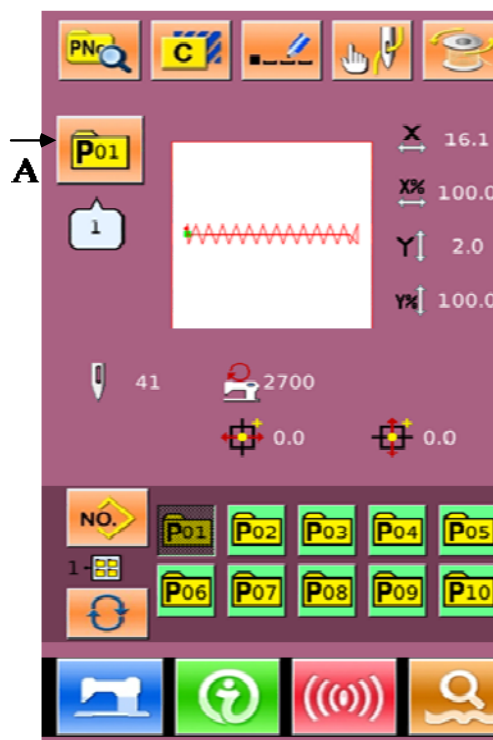 PNo
C
A
P01
1
X 16.1
X% 100.0
Y 2.0
Y% 100.0
41
2700
0.0
0.0
NO.
P01 P02 P03 P04 P05
1-
P06 P07 P08 P09 P10
i
((o))